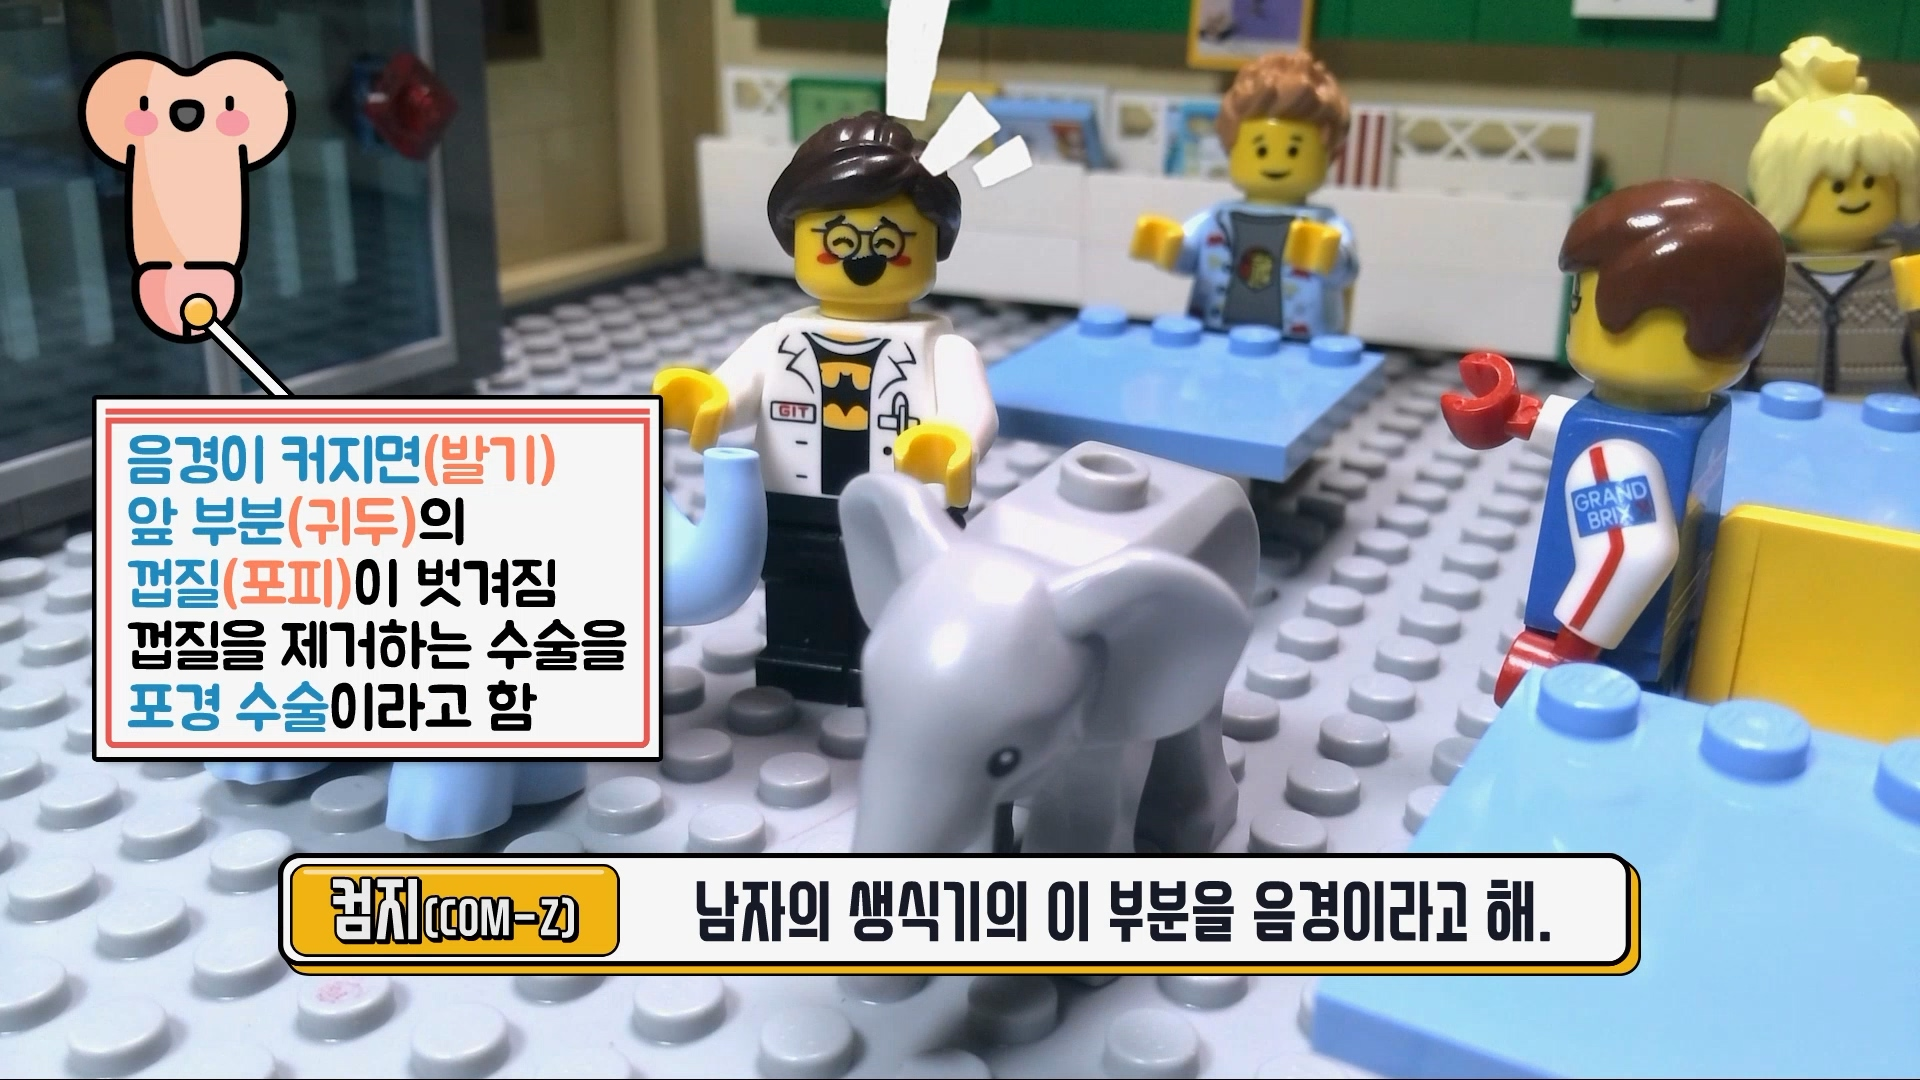 음경이 커지면(발기)
앞 부분(귀두)의
껍질(포피)이 벗겨짐
껍질을 제거하는 수술을
포경 수술이라고 함
GIT
GRAND
BRIX
컴지(COM-Z)
남자의 생식기의 이 부분을 음경이라고 해.